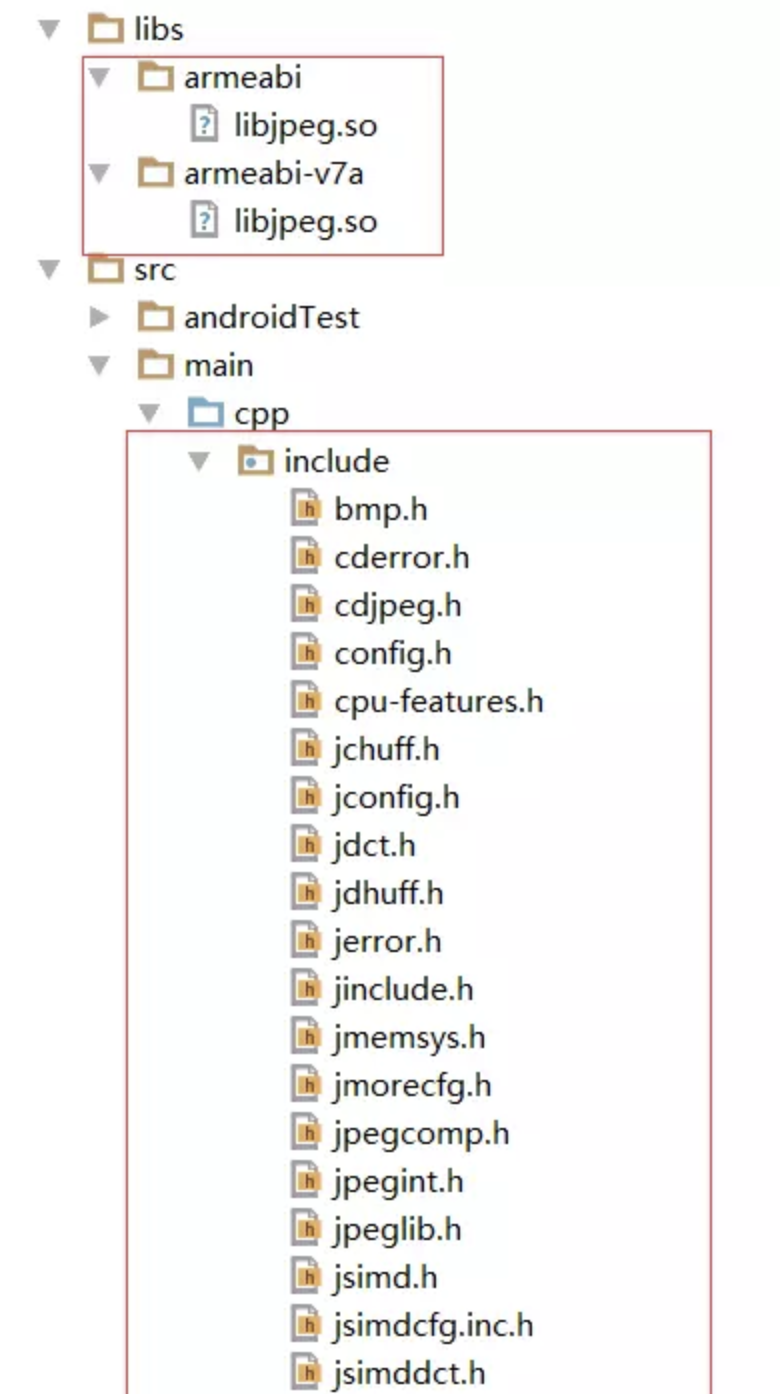 libs
armeabi
libjpeg.so
armeabi-v7a
libjpeg.so
src
androidTest
main
cpp
include
bmp.h
cderror.h
cdjpeg.h
config.h
cpu-features.h
jchuff.h
jconfig.h
jdct.h
jdhuff.h
jerror.h
jinclude.h
jmemsys.h
jmorecfg.h
jpegcomp.h
jpegint.h
jpeglib.h
jsimd.h
jsimdcfg.inc.h
jsimddct.h